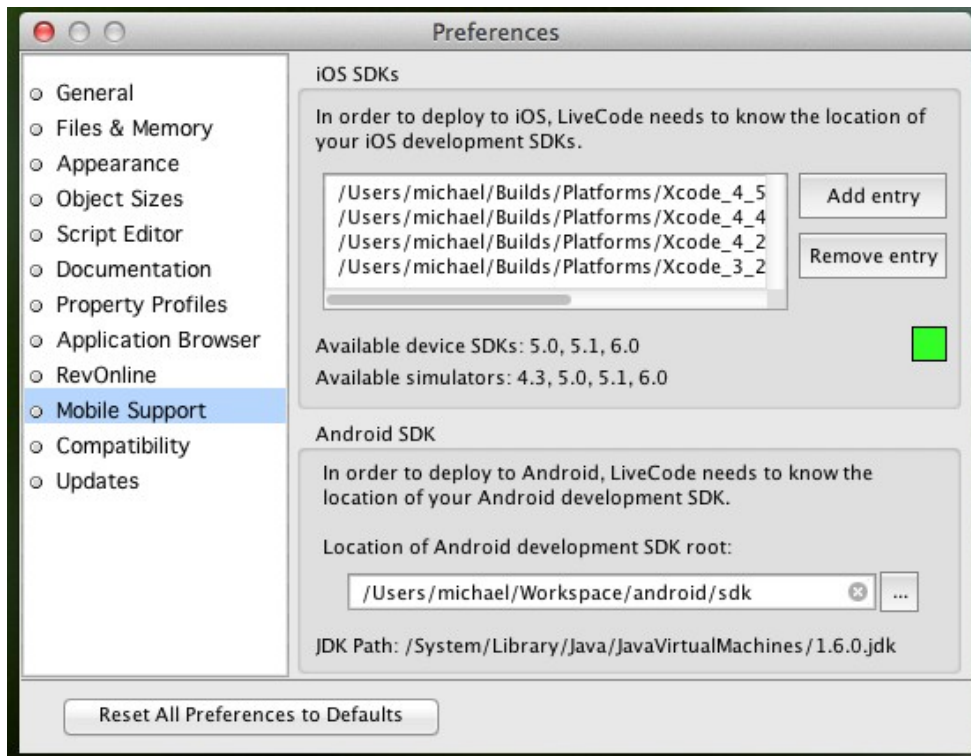 Preferences
General
Files & Memory
Appearance
Object Sizes
Script Editor
Documentation
Property Profiles
Application Browser
RevOnline
Mobile Support
Compatibility
Updates
iOS SDKs
In order to deploy to iOS, LiveCode needs to know the location of
your iOS development SDKs.
/Users/michael/Builds/Platforms/Xcode_4_5
/Users/michael/Builds/Platforms/Xcode_4_4
/Users/michael/Builds/Platforms/Xcode_4_2
/Users/michael/Builds/Platforms/Xcode_3_2
Add entry
Remove entry
Available device SDKs: 5.0, 5.1, 6.0
Available simulators: 4.3, 5.0, 5.1, 6.0
Android SDK
In order to deploy to Android, LiveCode needs to know the
location of your Android development SDK.
Location of Android development SDK root:
/Users/michael/Workspace/android/sdk
...
JDK Path: /System/Library/Java/JavaVirtualMachines/1.6.0.jdk
Reset All Preferences to Defaults